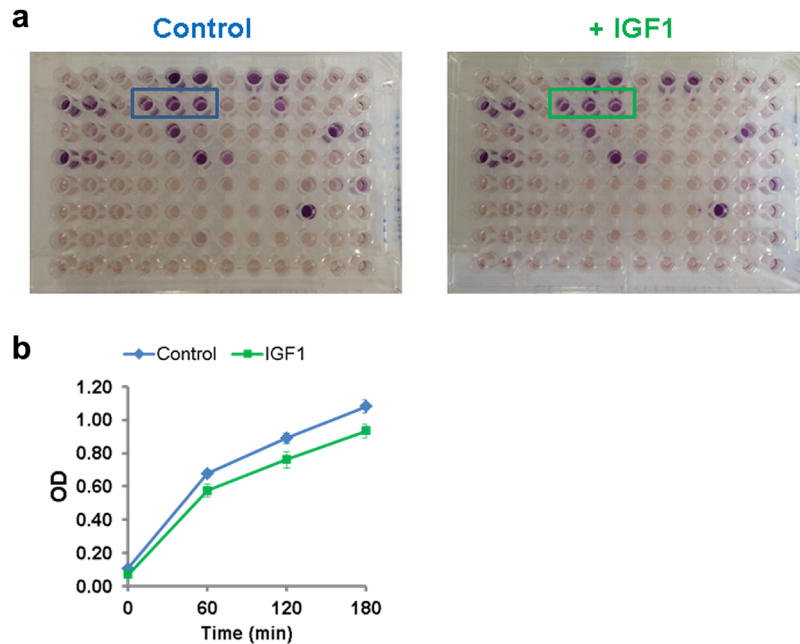 a
Control
+ IGF1
b
Control
IGF1
1.20
1.00
0.80
0.60
0.40
0.20
0.00
OD
0
60
120
180
Time (min)